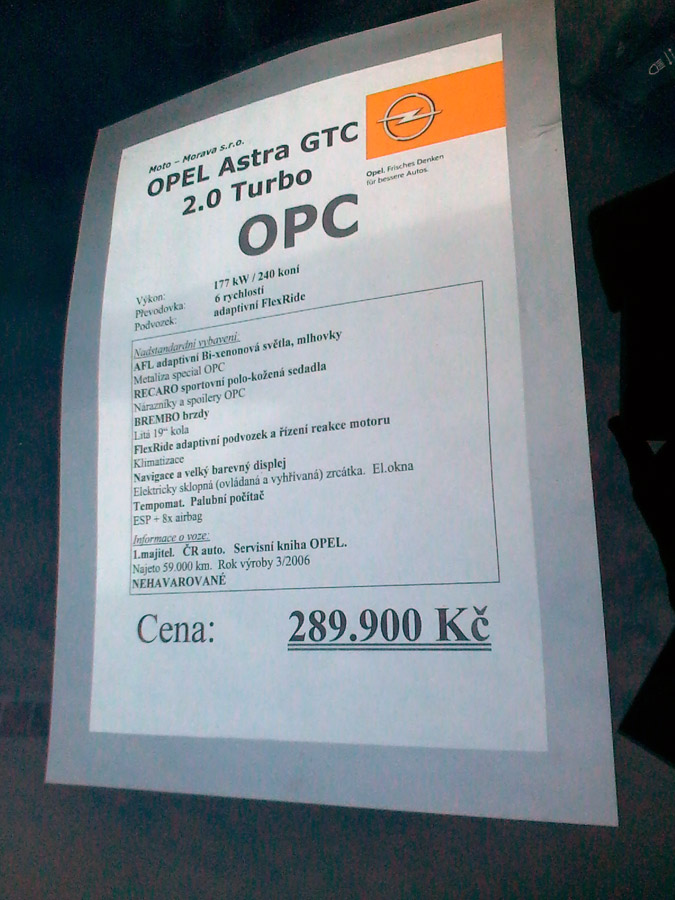 Moto – Morava s.r.o.
OPEL Astra GTC
2.0 Turbo
OPC
Opel. Frisches Denken
für bessere Autos.
Výkon: 177 kW / 240 koní
Převodovka: 6 rychlostí
Podvozek: adaptivní FlexRide
Nadstandardní vybavení:
AFL adaptivní Bi-xenonová světla, mlhovky
Metalíza special OPC
RECARO sportovní polo-kožená sedadla
Nárazníky a spoilery OPC
BREMBO brzdy
Litá 19“ kola
FlexRide adaptivní podvozek a řízení reakce motoru
Klimatizace
Navigace a velký barevný displej
Elektricky sklopná (ovládaná a vyhřívaná) zrcátka. El.okna
Tempomat. Palubní počítač
ESP + 8x airbag
Informace o voze:
1.majitel. ČR auto. Servisní kniha OPEL.
Najeto 59.000 km. Rok výroby 3/2006
NEHAVAROVANÉ
Cena: 289.900 Kč